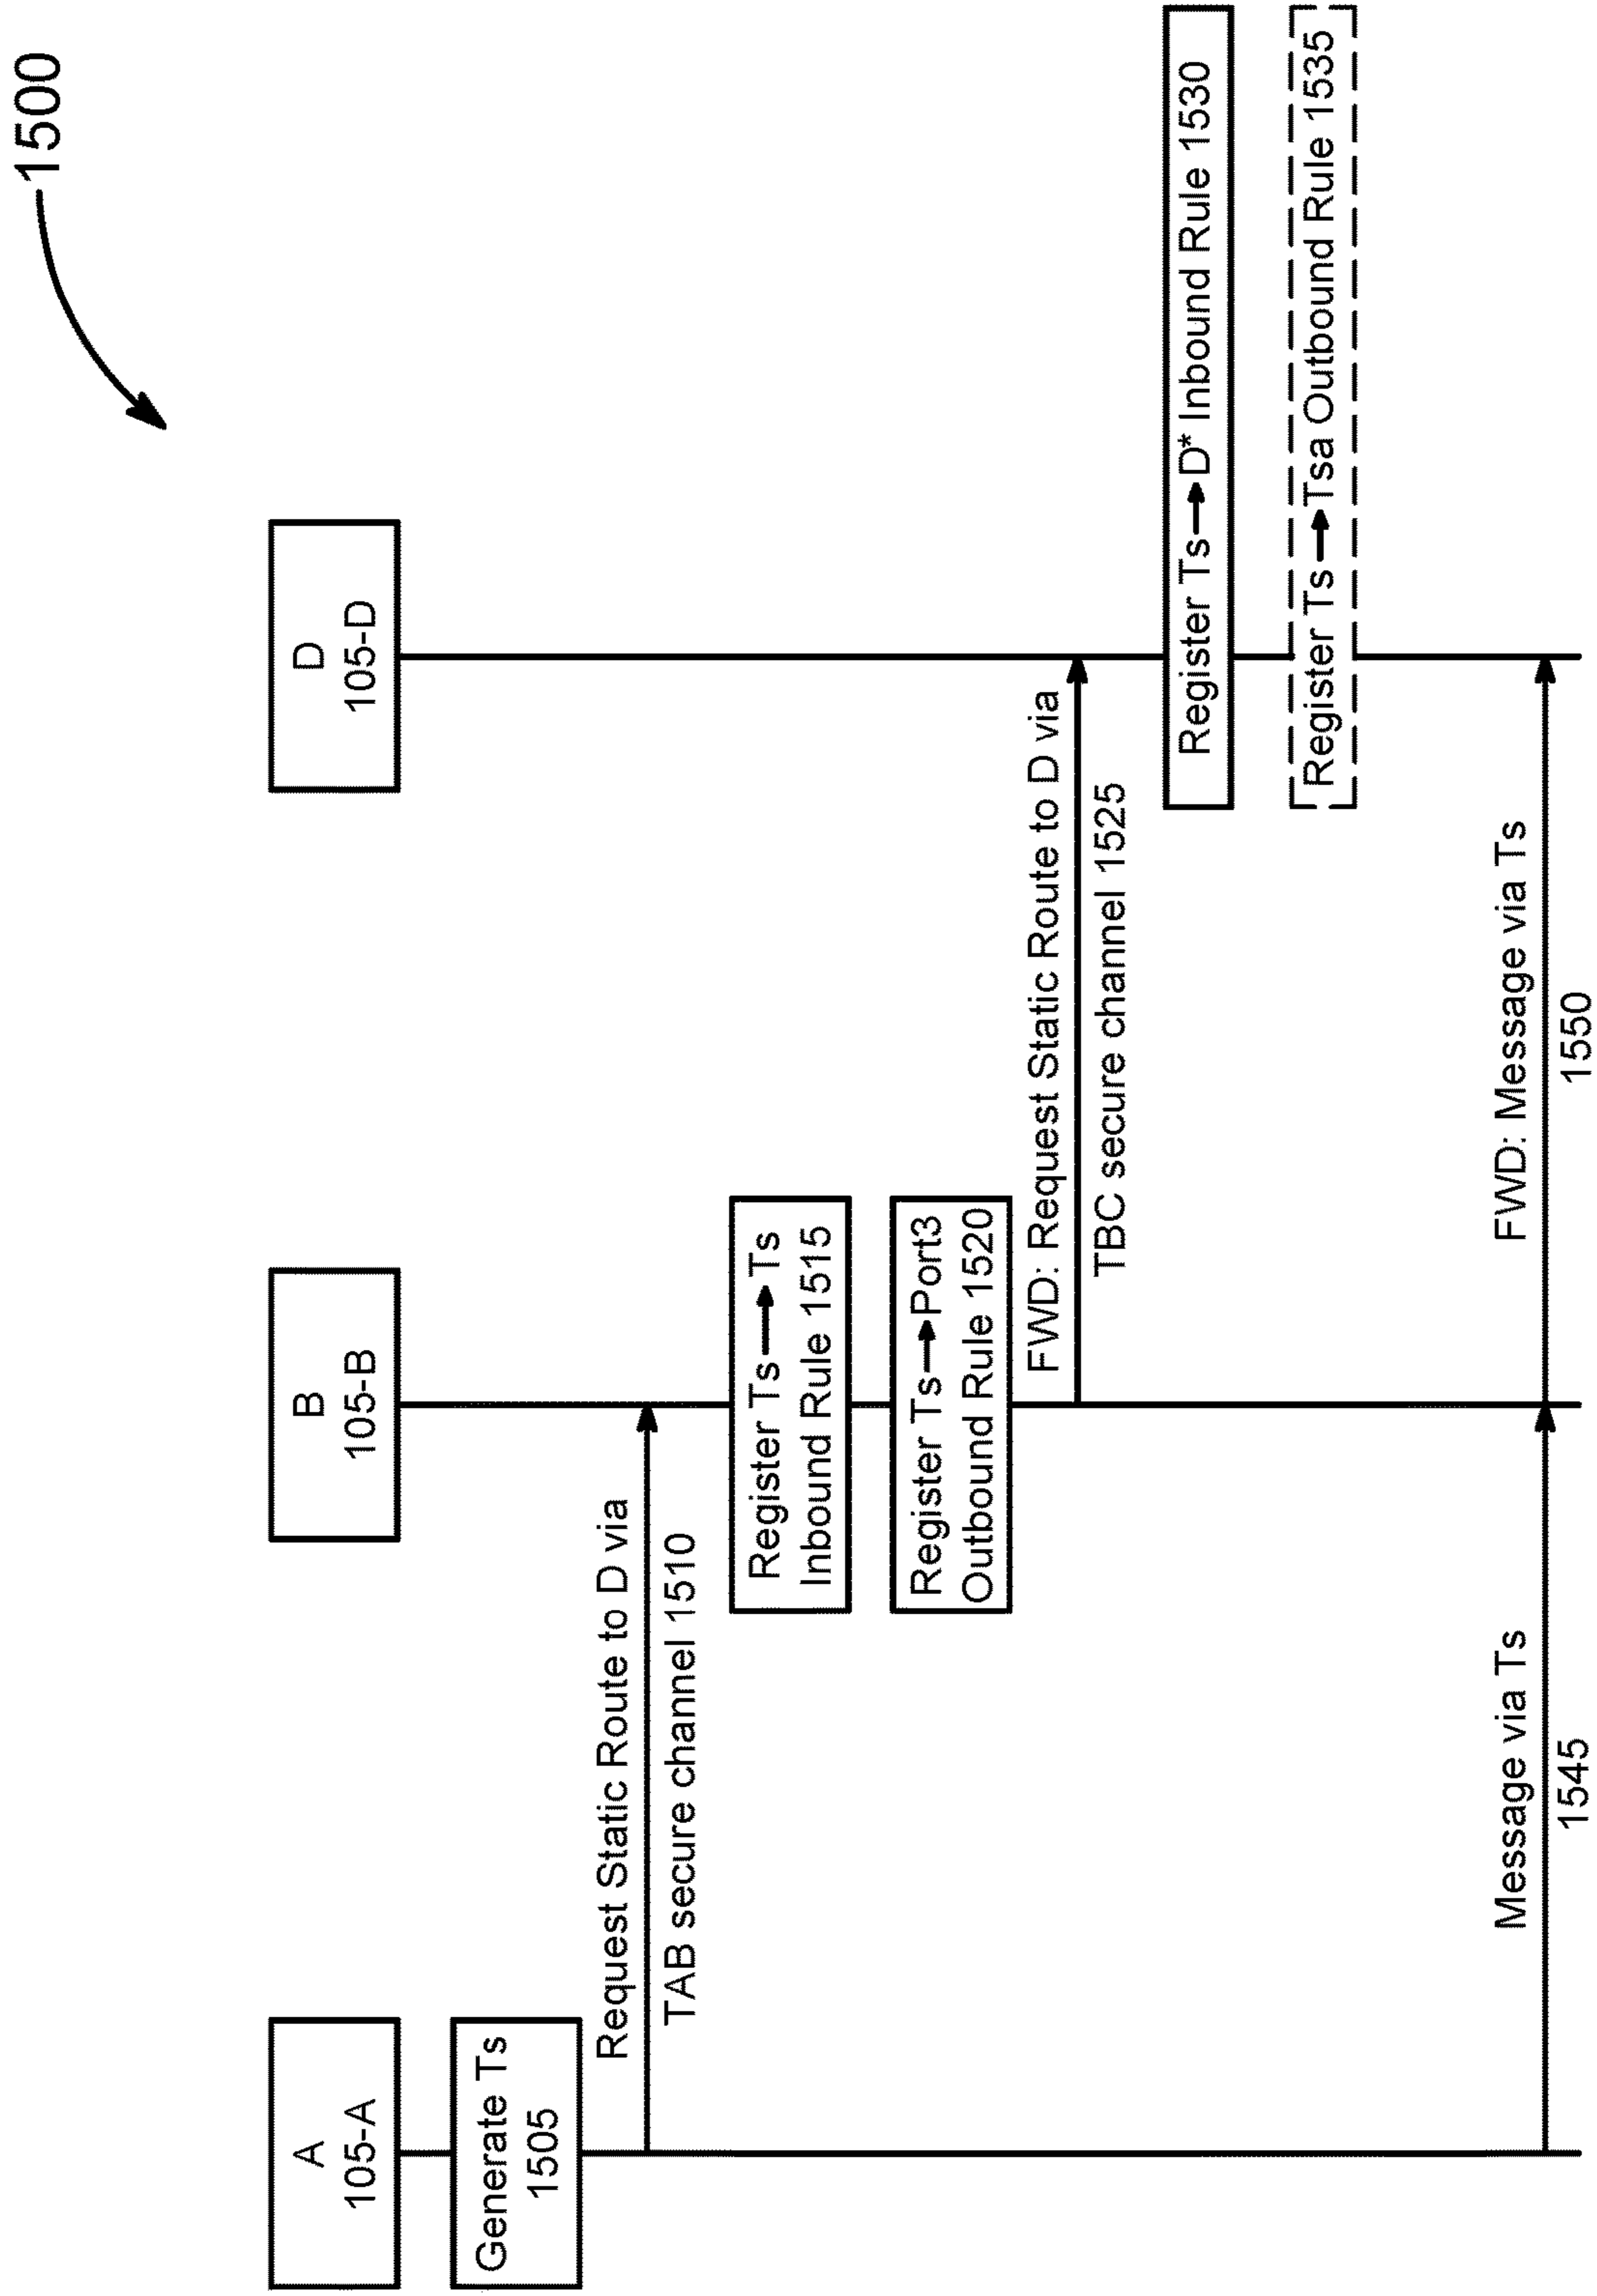 1500
A
105-A
B
105-B
D
105-D
Generate Ts
1505
Request Static Route to D via
TAB secure channel 1510
Register Ts→Ts
Inbound Rule 1515
Register Ts→Port3
Outbound Rule 1520
FWD: Request Static Route to D via
TBC secure channel 1525
Register Ts→D* Inbound Rule 1530
Register Ts→Tsa Outbound Rule 1535
Message via Ts
1545
FWD: Message via Ts
1550